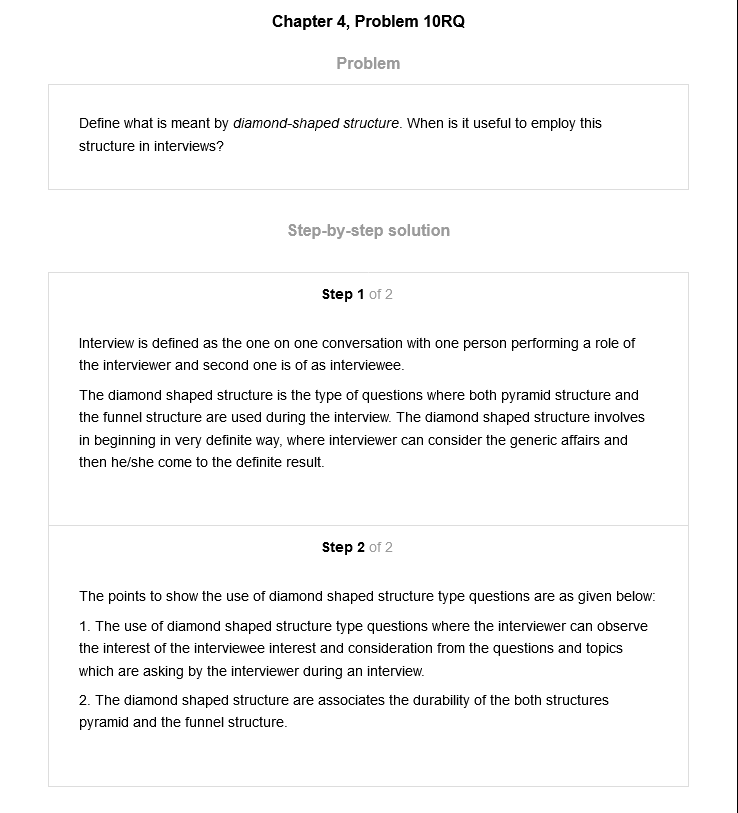 Chapter 4, Problem 10RQ
Problem
Define what is meant by diamond-shaped structure. When is it useful to employ this
structure in interviews?
Step-by-step solution
Step 1 of 2
Interview is defined as the one on one conversation with one person performing a role of
the interviewer and second one is of as interviewee.
The diamond shaped structure is the type of questions where both pyramid structure and
the funnel structure are used during the interview. The diamond shaped structure involves
in beginning in very definite way, where interviewer can consider the generic affairs and
then he/she come to the definite result.
Step 2 of 2
The points to show the use of diamond shaped structure type questions are as given below:
1. The use of diamond shaped structure type questions where the interviewer can observe
the interest of the interviewee interest and consideration from the questions and topics
which are asking by the interviewer during an interview.
2. The diamond shaped structure are associates the durability of the both structures
pyramid and the funnel structure.